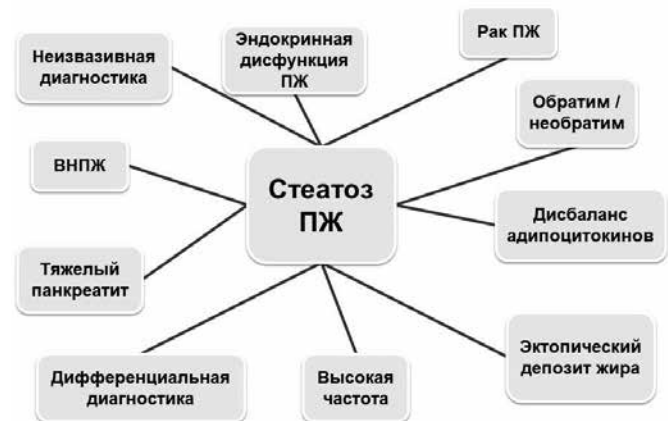 Неизвазивная
диагностика
Эндокринная
дисфункция
ПЖ
Рак ПЖ
Обратим /
необратим
ВНПЖ
Стеатоз
ПЖ
Дисбаланс
адипоцитокинов
Тяжелый
панкреатит
Эктопический
депозит жира
Дифференциальная
диагностика
Высокая
частота